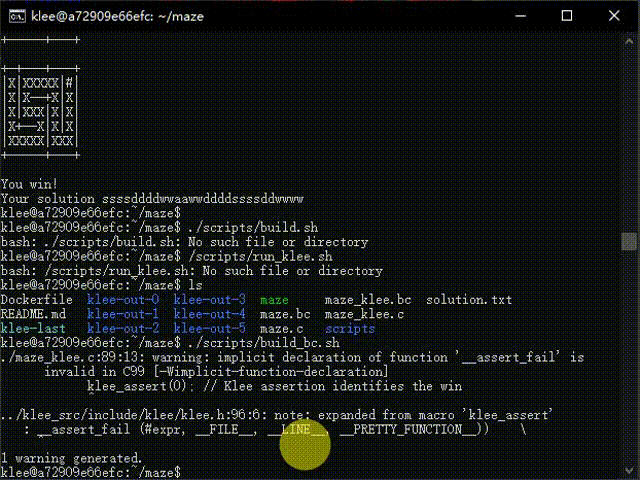 klee@a72909e66efc: ~/maze
+------+---+
+-+----+---+
|X|XXXXX|#|
|X|X--+X|X|
|X|XXX|X|X|
|X+--X|X|X|
|XXXXX|XXX|
+-----+---+
You win!
Your solution ssssddddwwaawwddddssssddwwww
klee@a72909e66efc:~/maze$
klee@a72909e66efc:~/maze$ ./scripts/build.sh
bash: ./scripts/build.sh: No such file or directory
klee@a72909e66efc:~/maze$ /scripts/run_klee.sh
bash: /scripts/run_klee.sh: No such file or directory
klee@a72909e66efc:~/maze$ ls
Dockerfile klee-out-0 klee-out-3 maze maze_klee.bc solution.txt
README.md klee-out-1 klee-out-4 maze.bc maze_klee.c
klee-last klee-out-2 klee-out-5 maze.c scripts
klee@a72909e66efc:~/maze$ ./scripts/build_bc.sh
./maze_klee.c:89:13: warning: implicit declaration of function '__assert_fail' is
invalid in C99 [-Wimplicit-function-declaration]
klee_assert(0); // Klee assertion identifies the win
^
../klee_src/include/klee/klee.h:96:6: note: expanded from macro 'klee_assert'
: __assert_fail (#expr, __FILE__, __LINE__, __PRETTY_FUNCTION__)) \
^
1 warning generated.
klee@a72909e66efc:~/maze$